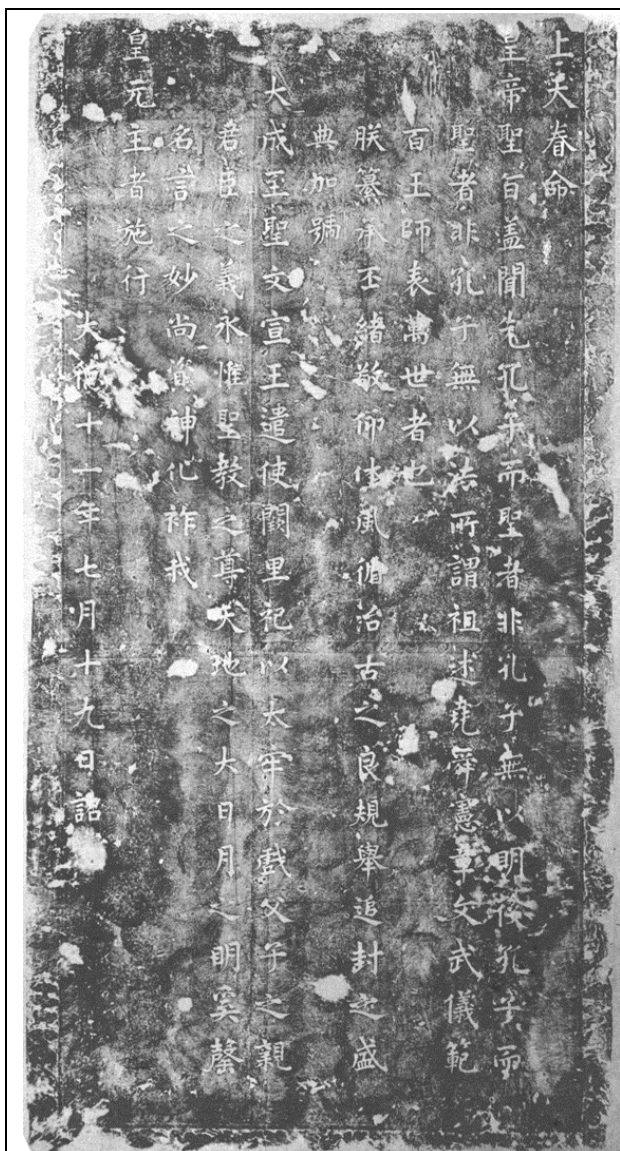 上天眷命
皇帝聖旨盖聞先孔子而聖者非孔子無以明後孔子而
聖者非孔子無以法所謂祖述堯舜憲章文武儀範
百王師表萬世者也
朕纂承丕緒敬仰休風循治古之良規舉追封之盛
典加號
大成至聖文宣王遣使闕里祀以太牢於戲父子之親
君臣之義永惟聖教之尊天地之大日月之明奚罄
名言之妙尚資神化祚我
皇元主者施行
大德十一年七月十九日詔